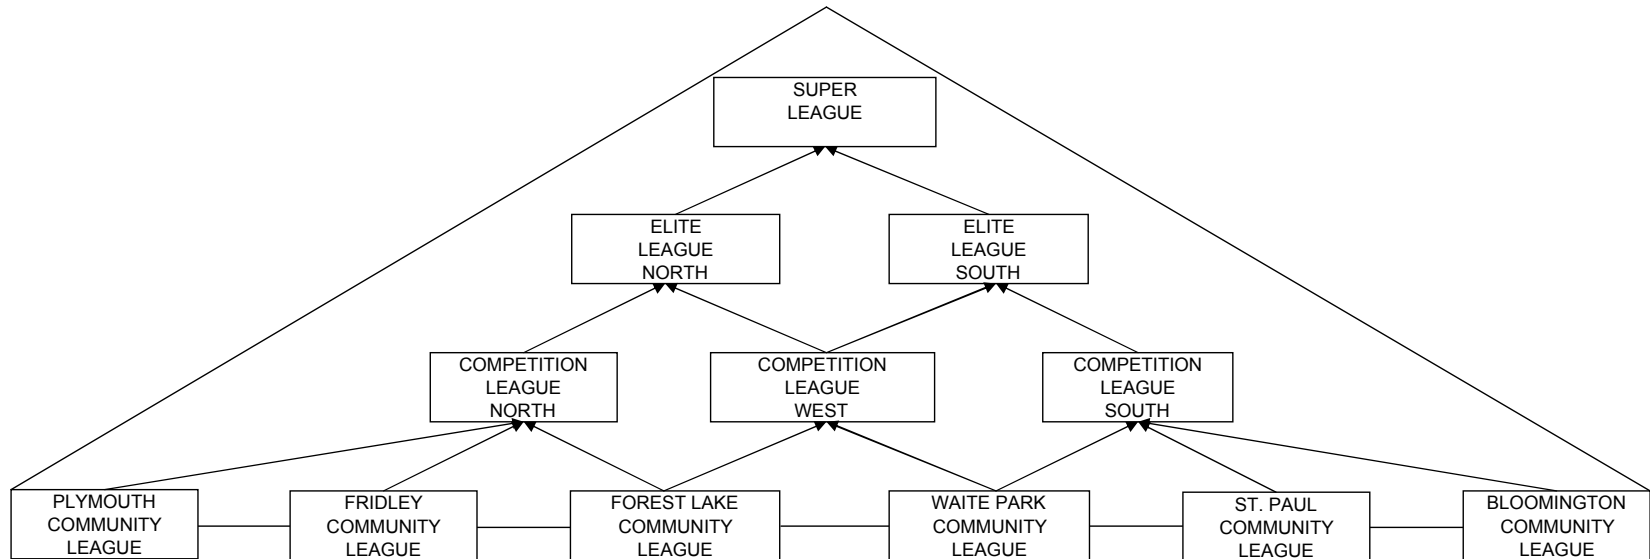 SUPER
LEAGUE
ELITE
LEAGUE
NORTH
ELITE
LEAGUE
SOUTH
COMPETITION
LEAGUE
NORTH
COMPETITION
LEAGUE
WEST
COMPETITION
LEAGUE
SOUTH
PLYMOUTH
COMMUNITY
LEAGUE
FRIDLEY
COMMUNITY
LEAGUE
FOREST LAKE
COMMUNITY
LEAGUE
WAITE PARK
COMMUNITY
LEAGUE
ST. PAUL
COMMUNITY
LEAGUE
BLOOMINGTON
COMMUNITY
LEAGUE